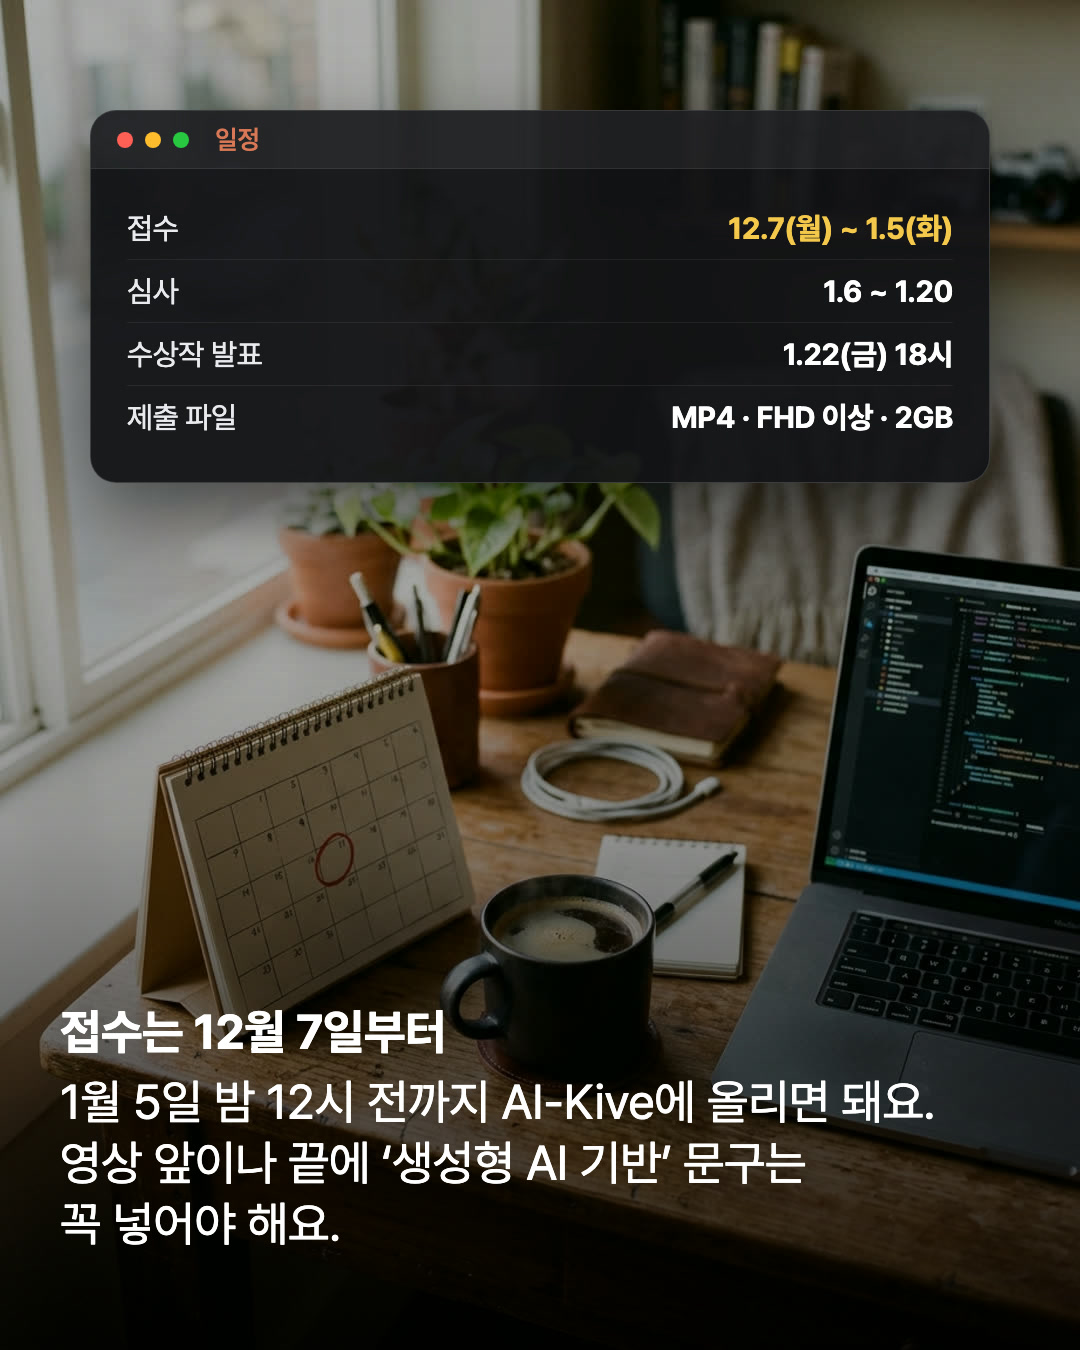 일정
접수 12.7(월) ~ 1.5(화)
심사 1.6 ~ 1.20
수상작 발표 1.22(금) 18시
제출 파일 MP4 · FHD 이상 · 2GB
접수는 12월 7일부터
1월 5일 밤 12시 전까지 AI-Kive에 올리면 돼요.
영상 앞이나 끝에 ‘생성형 AI 기반’ 문구는
꼭 넣어야 해요.